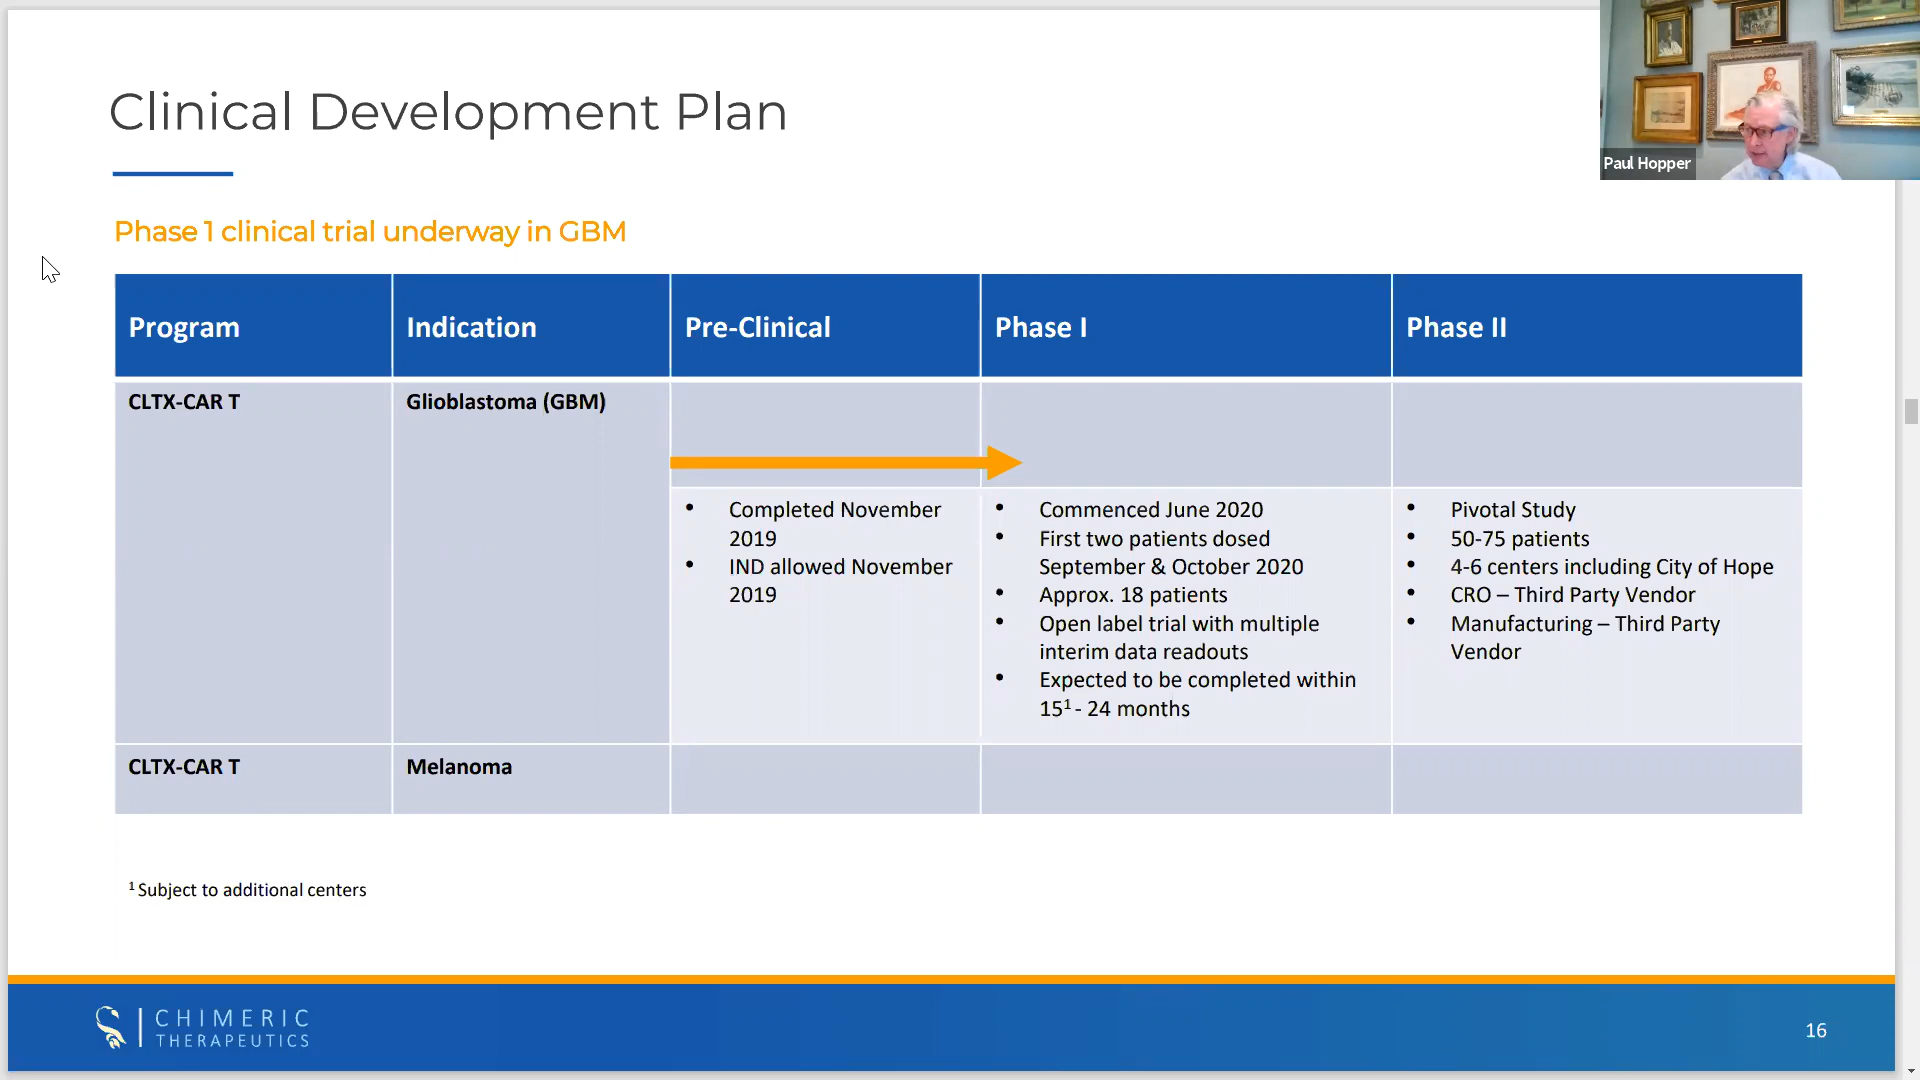 Clinical Development Plan
Paul Hopper
Phase 1 clinical trial underway in GBM
Program
Indication
Pre-Clinical
Phase I
Phase II
CLTX-CAR T
Glioblastoma (GBM)
• Completed November
2019
• IND allowed November
2019
• Commenced June 2020
• First two patients dosed
September & October 2020
• Approx. 18 patients
• Open label trial with multiple
interim data readouts
• Expected to be completed within
15¹ - 24 months
• Pivotal Study
• 50-75 patients
• 4-6 centers including City of Hope
• CRO – Third Party Vendor
• Manufacturing – Third Party
Vendor
CLTX-CAR T
Melanoma
¹ Subject to additional centers
CHIMERIC
THERAPEUTICS
16